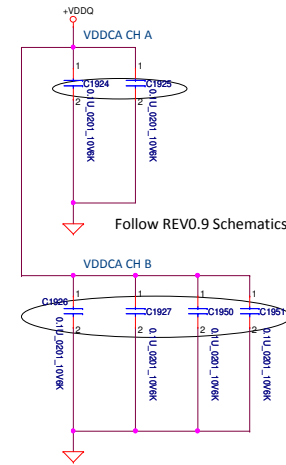 +VDDQ
VDDCA CH A
1
1
C1924
C1925
2
2
0.1U_0201_10V6K
0.1U_0201_10V6K
Follow REV0.9 Schematics
VDDCA CH B
1
1
1
1
C1926
C1927
C1950
C1951
2
2
2
2
0.1U_0201_10V6K
0.1U_0201_10V6K
0.1U_0201_10V6K
0.1U_0201_10V6K